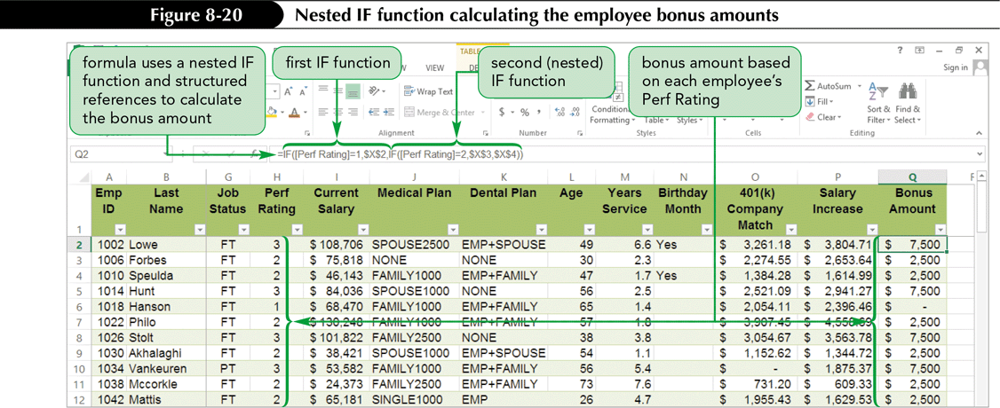 Figure 8-20 Nested IF function calculating the employee bonus amounts
formula uses a nested IF
function and structured
references to calculate
the bonus amount
first IF function
second (nested)
IF function
bonus amount based
on each employee's
Perf Rating
TABLE
VIEW
DE
? 
Sign in
Wrap Text
Merge & Center
$ % ,
Conditional
Formatting Table Styles
AutoSum
Fill
Clear
Sort & Find &
Filter Select
Alignment Number Styles Cells Editing
Q2 =IF([Perf Rating]=1,$X$2,IF([Perf Rating]=2,$X$3,$X$4))
A B G H I J K L M N O P Q
Emp Last Job Perf Current Medical Plan Dental Plan Age Years Birthday 401(k) Salary Bonus
ID Name Status Rating Salary Service Month Company Increase Amount
1 Match
2 1002 Lowe FT 3 $ 108,706 SPOUSE2500 EMP+SPOUSE 49 6.6 Yes $ 3,261.18 $ 3,804.71 $ 7,500
3 1006 Forbes FT 2 $ 75,818 NONE NONE 30 2.3 $ 2,274.55 $ 2,653.64 $ 2,500
4 1010 Speulda FT 2 $ 46,143 FAMILY1000 EMP+FAMILY 47 1.7 Yes $ 1,384.28 $ 1,614.99 $ 2,500
5 1014 Hunt FT 3 $ 84,036 SPOUSE1000 NONE 56 2.5 $ 2,521.09 $ 2,941.27 $ 7,500
6 1018 Hanson FT 1 $ 68,470 FAMILY1000 EMP+FAMILY 65 1.4 $ 2,054.11 $ 2,396.46 $ -
7 1022 Philo FT 2 $ 130,248 FAMILY1000 EMP+FAMILY 57 1.8 $ 3,907.45 $ $ 2,500
8 1026 Stolt FT 3 $ 101,822 FAMILY2500 NONE 38 3.8 $ 3,054.67 $ 3,563.78 $ 7,500
9 1030 Akhalaghi FT 2 $ 38,421 SPOUSE1000 EMP+SPOUSE 54 1.1 $ 1,152.62 $ 1,344.72 $ 2,500
10 1034 Vankeuren PT 3 $ 53,582 FAMILY1000 EMP+FAMILY 56 5.4 $ - $ 1,875.37 $ 7,500
11 1038 Mccorkle FT 2 $ 24,373 FAMILY2500 EMP+FAMILY 73 7.6 $ 731.20 $ 609.33 $ 2,500
12 1042 Mattis FT 2 $ 65,181 SINGLE1000 EMP 26 4.7 $ 1,955.43 $ 1,629.53 $ 2,500